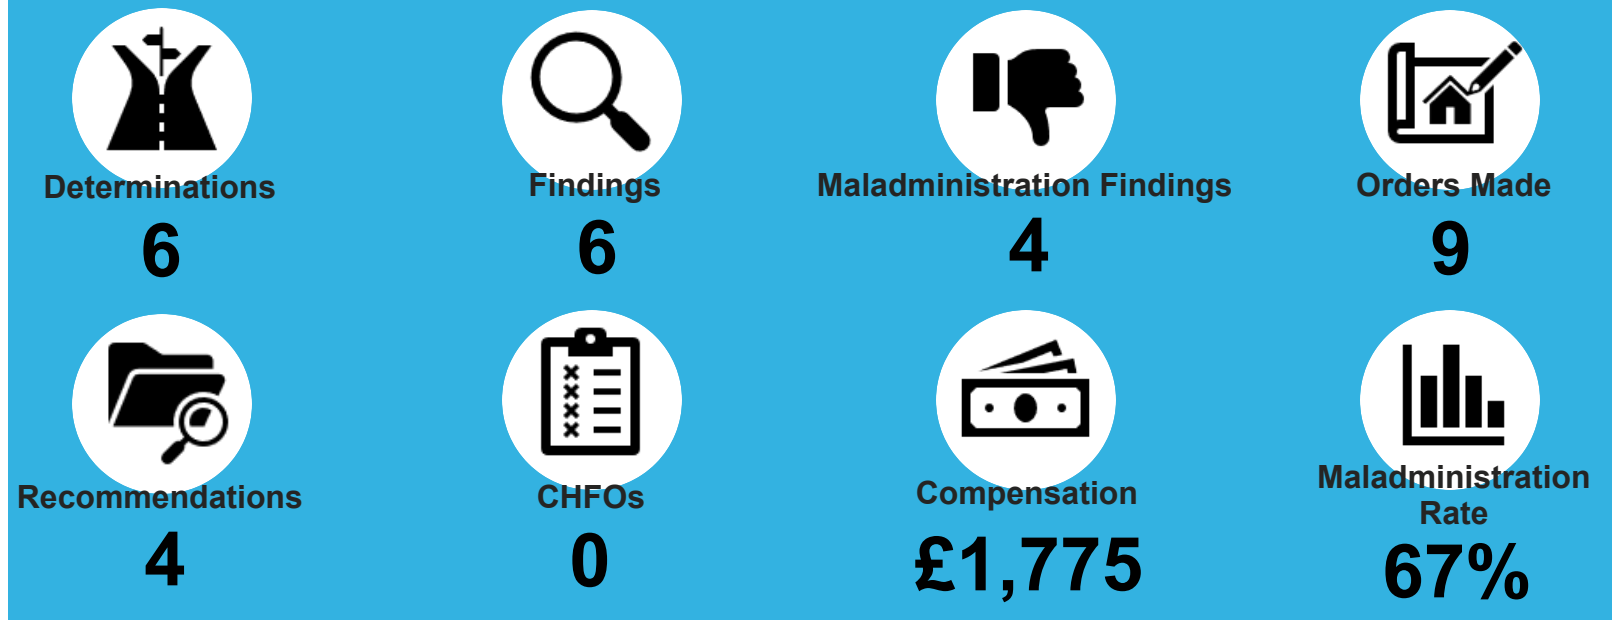 Determinations
6
Findings
6
Maladministration Findings
4
Orders Made
9
Recommendations
4
CHFOs
0
Compensation
£1,775
Maladministration
Rate
67%